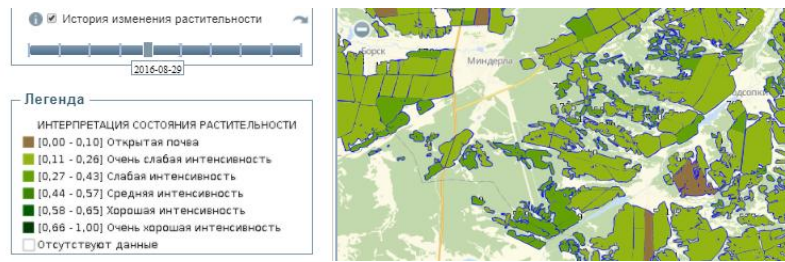 История изменения растительности
2016-08-29
Легенда
ИНТЕРПРЕТАЦИЯ СОСТОЯНИЯ РАСТИТЕЛЬНОСТИ
[0,00 - 0,10] Открытая почва
[0,11 - 0,26] Очень слабая интенсивность
[0,27 - 0,43] Слабая интенсивность
[0,44 - 0,57] Средняя интенсивность
[0,58 - 0,65] Хорошая интенсивность
[0,66 - 1,00] Очень хорошая интенсивность
Отсутствуют данные
Борск
Миндерла